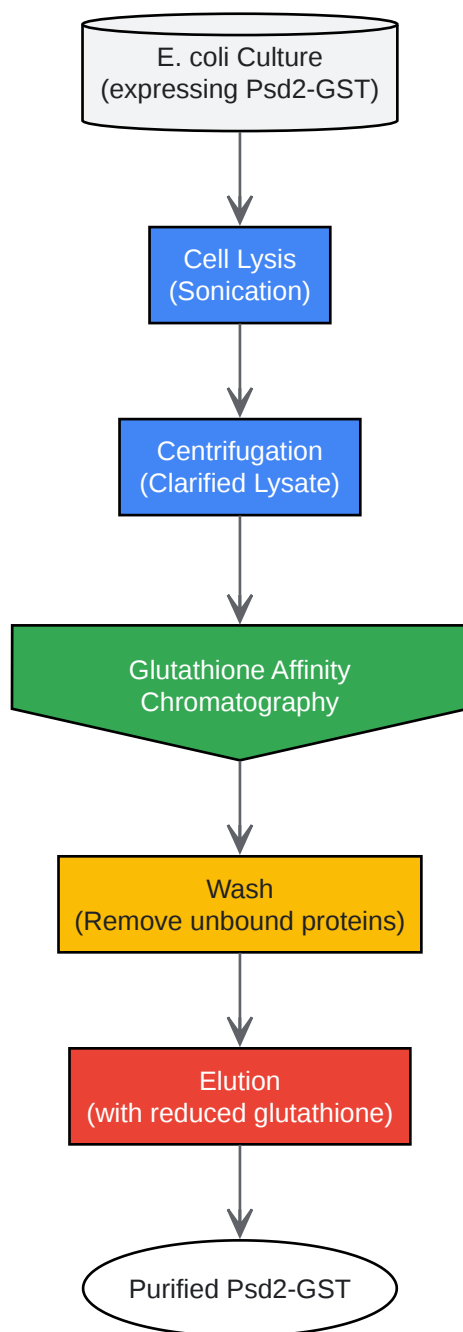 E. coli Culture
(expressing Psd2-GST)
Cell Lysis
(Sonication)
Centrifugation
(Clarified Lysate)
Glutathione Affinity
Chromatography
Wash
(Remove unbound proteins)
Elution
(with reduced glutathione)
Purified Psd2-GST